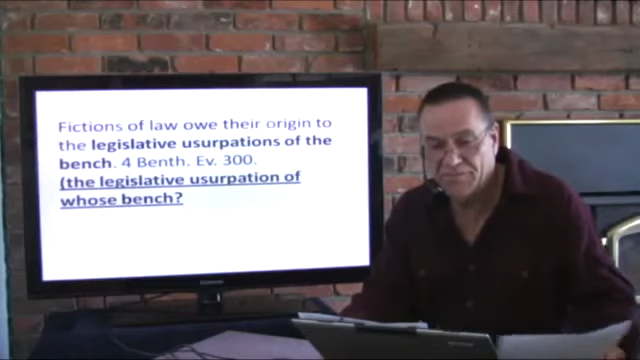 Fictions of law owe their origin to
the legislative usurpations of the
bench. 4 Benth. Ev. 300.
(the legislative usurpation of
whose bench?